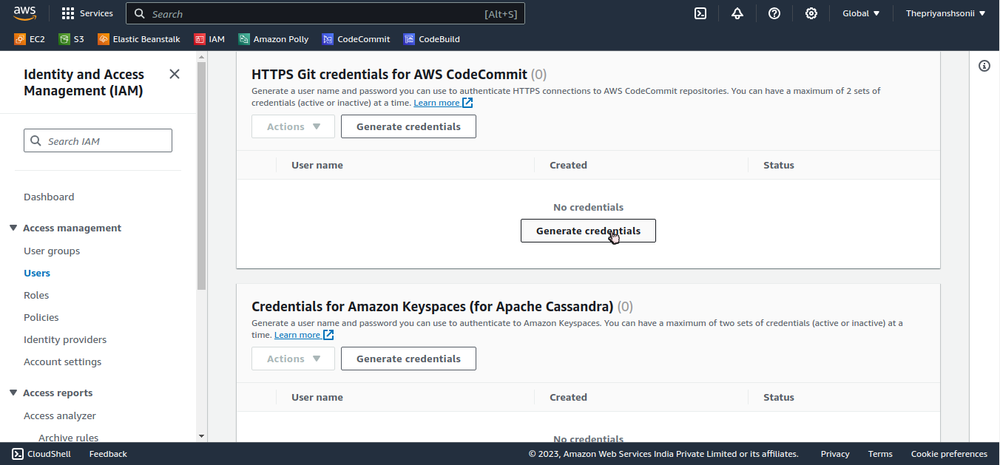 aws
Services
Search
[Alt+S]
Global
Thepriyanshsonii
EC2
S3
Elastic Beanstalk
IAM
Amazon Polly
CodeCommit
CodeBuild
Identity and Access
Management (IAM)
Search IAM
Dashboard
Access management
User groups
Users
Roles
Policies
Identity providers
Account settings
Access reports
Access analyzer
Archive rules
HTTPS Git credentials for AWS CodeCommit (0)
Generate a user name and password you can use to authenticate HTTPS connections to AWS CodeCommit repositories. You can have a maximum of 2 sets of
credentials (active or inactive) at a time. Learn more
Actions
Generate credentials
User name
Created
Status
No credentials
Generate credentials
Credentials for Amazon Keyspaces (for Apache Cassandra) (0)
Generate a user name and password you can use to authenticate to Amazon Keyspaces. You can have a maximum of two sets of credentials (active or inactive) at a
time. Learn more
Actions
Generate credentials
User name
Created
Status
No credentials
CloudShell
Feedback
© 2023, Amazon Web Services India Private Limited or its affiliates.
Privacy
Terms
Cookie preferences